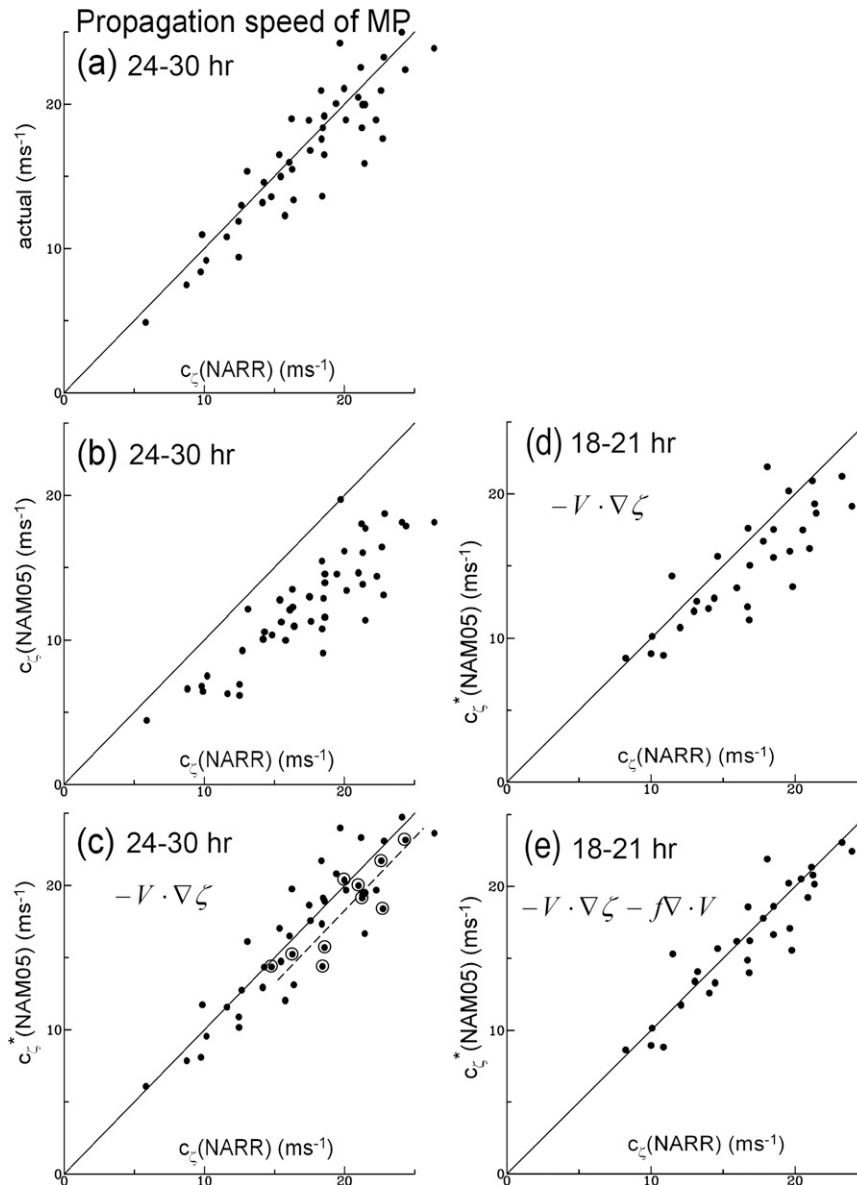 Propagation speed of MP
(a) 24-30 hr
20
10
0
actual (ms⁻¹)
c_ζ(NARR) (ms⁻¹)
0 10 20
(b) 24-30 hr
20
10
0
c_ζ(NAM05) (ms⁻¹)
c_ζ(NARR) (ms⁻¹)
0 10 20
(c) 24-30 hr
−V · ∇ζ
20
10
0
c_ζ*(NAM05) (ms⁻¹)
c_ζ(NARR) (ms⁻¹)
0 10 20
(d) 18-21 hr
−V · ∇ζ
20
10
0
c_ζ*(NAM05) (ms⁻¹)
c_ζ(NARR) (ms⁻¹)
0 10 20
(e) 18-21 hr
−V · ∇ζ − f∇ · V
20
10
0
c_ζ*(NAM05) (ms⁻¹)
c_ζ(NARR) (ms⁻¹)
0 10 20